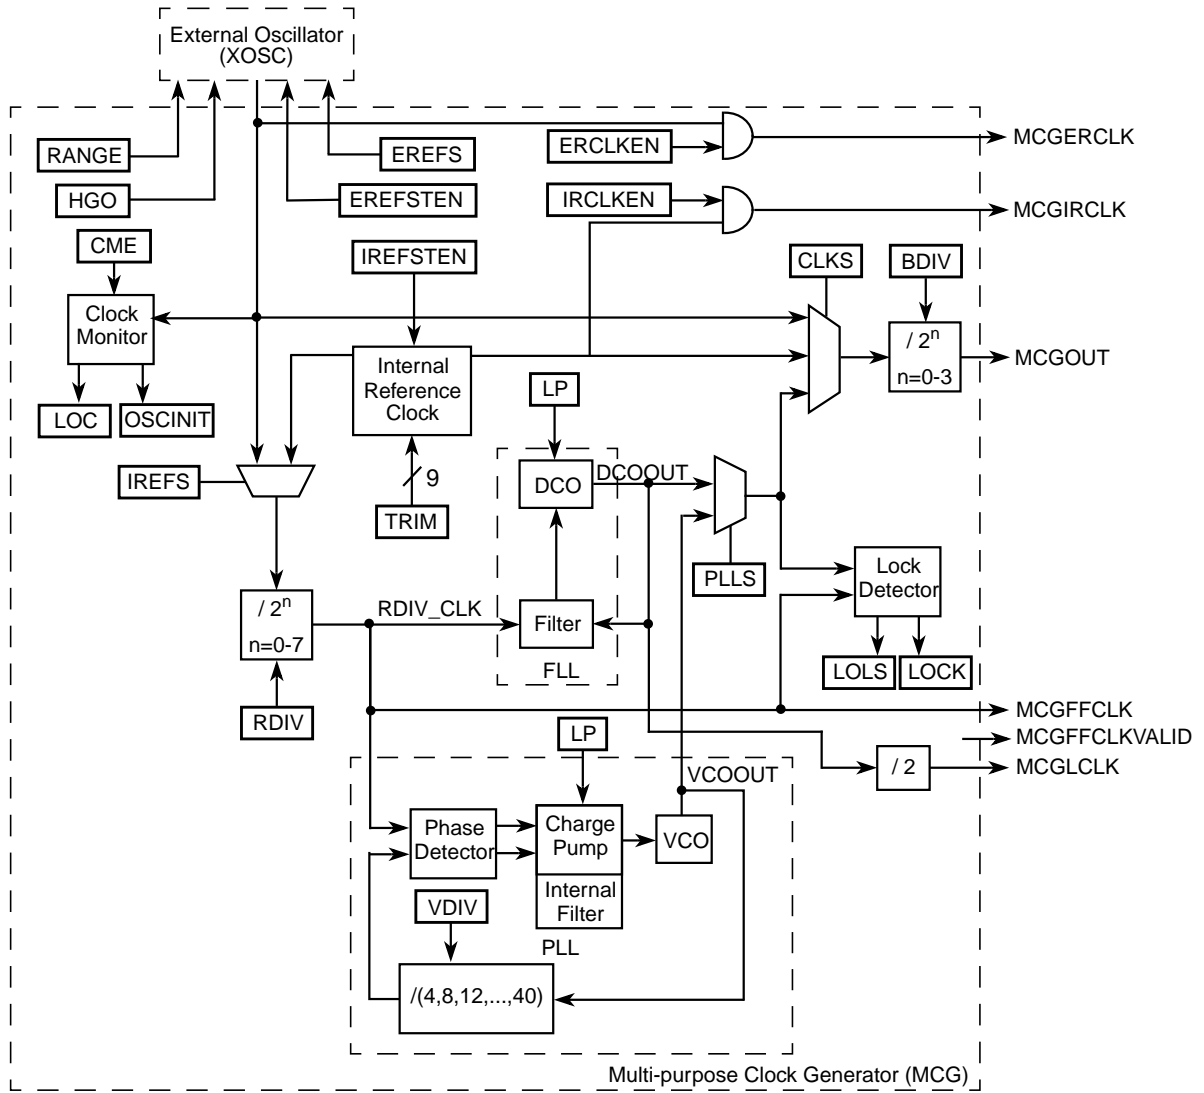 External Oscillator
(XOSC)
RANGE
HGO
EREFS
EREFSTEN
ERCLKEN
IRCLKEN
MCGERCLK
MCGIRCLK
CME
IREFSTEN
CLKS
BDIV
Clock
Monitor
LOC
OSCINIT
Internal
Reference
Clock
/ 2n
n=0-3
MCGOUT
LP
IREFS
9
TRIM
DCO
DCOOUT
PLLS
Lock
Detector
LOLS
LOCK
/ 2n
n=0-7
RDIV
RDIV_CLK
Filter
FLL
MCGFFCLK
MCGFFCLKVALID
MCGLCLK
/ 2
LP
VCOOUT
Phase
Detector
Charge
Pump
Internal
Filter
VCO
VDIV
PLL
/(4,8,12,...,40)
Multi-purpose Clock Generator (MCG)